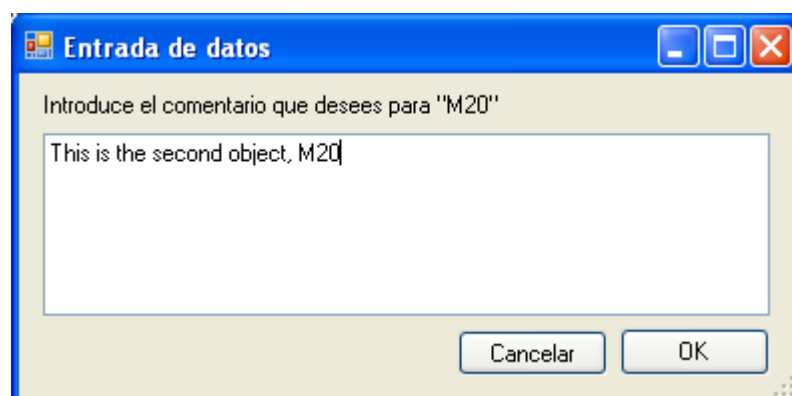 Entrada de datos
Introduce el comentario que desees para "M20"
This is the second object, M20
Cancelar
OK